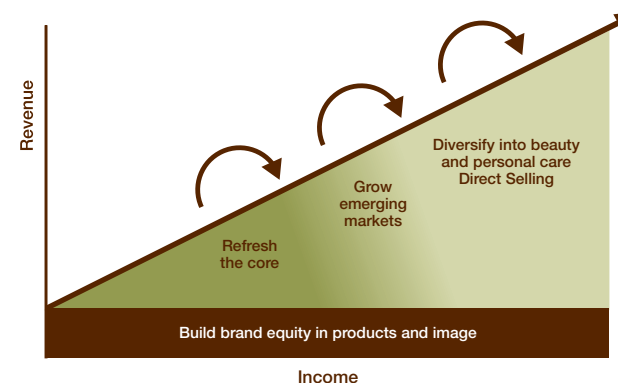 Revenue
Diversify into beauty
and personal care
Direct Selling
Grow
emerging
markets
Refresh
the core
Build brand equity in products and image
Income